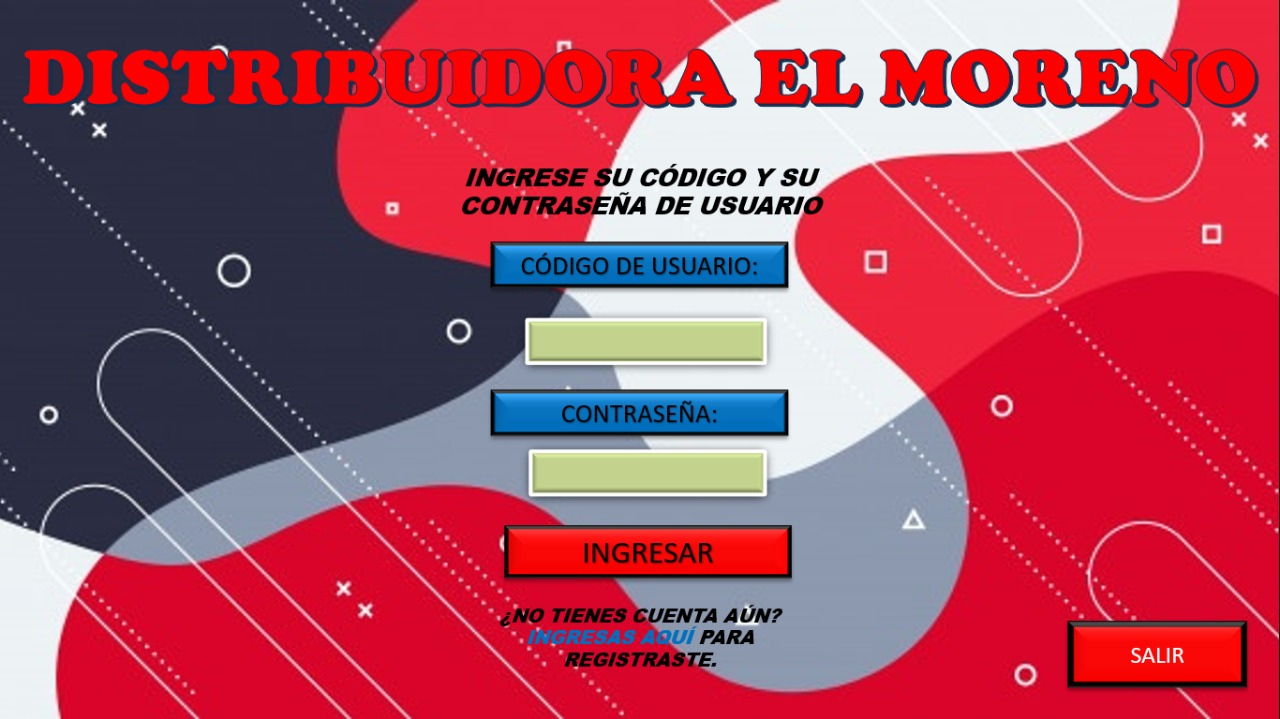 DISTRIBUIDORA EL MORENO
INGRESE SU CÓDIGO Y SU
CONTRASEÑA DE USUARIO
CÓDIGO DE USUARIO:
CONTRASEÑA:
INGRESAR
¿NO TIENES CUENTA AÚN?
INGRESAS AQUÍ PARA
REGISTRASTE.
SALIR